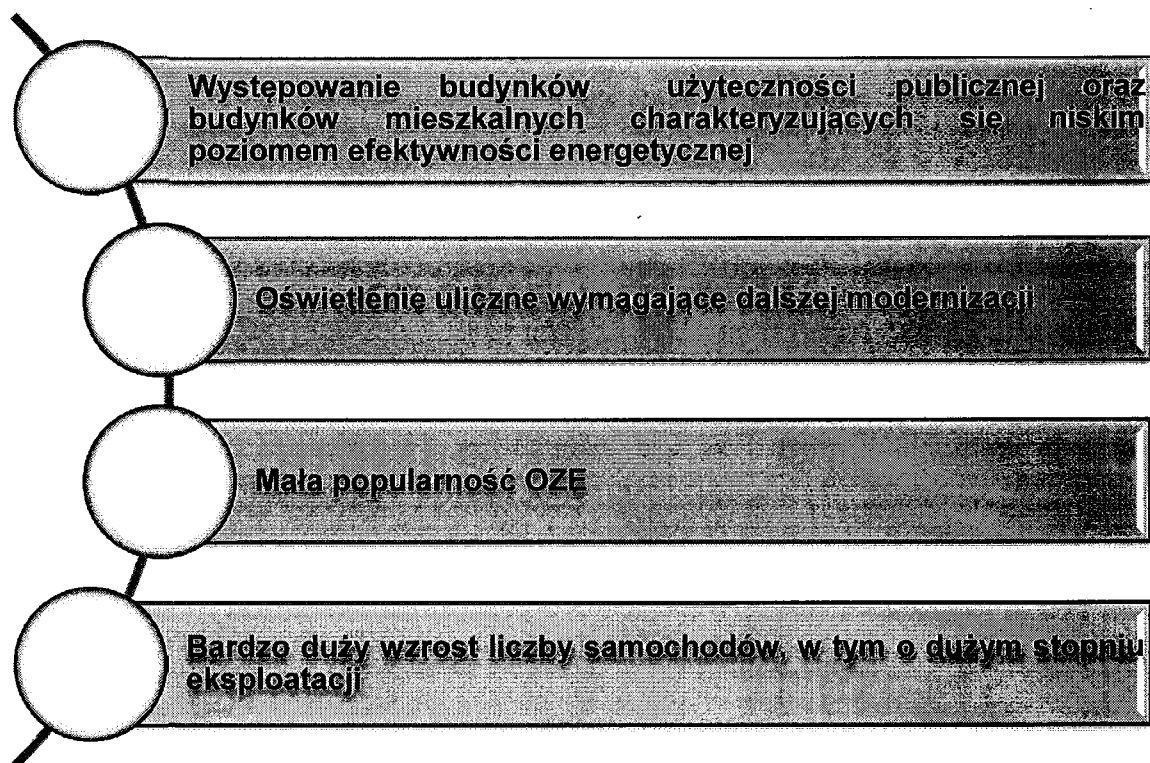 Występowanie budynków użyteczności publicznej oraz
budynków mieszkalnych charakteryzujących się niskim
poziomem efektywności energetycznej
Oświetlenie uliczne wymagające dalszej modernizacji
Mała popularność OZE
Bardzo duży wzrost liczby samochodów, w tym o dużym stopniu
eksploatacji